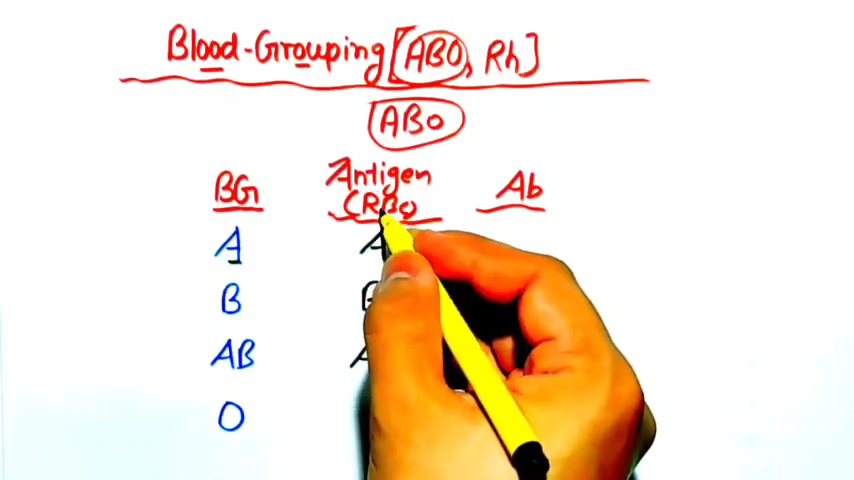 Blood-Grouping [ABO, Rh]
ABO
BG Antigen Ab
A A
B
AB A
O